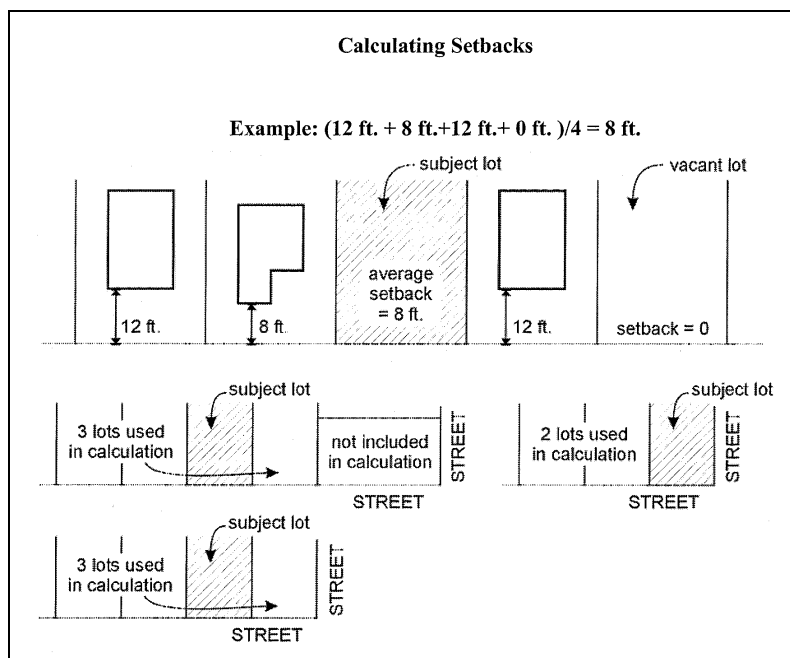 Calculating Setbacks
Example: (12 ft. + 8 ft.+12 ft.+ 0 ft. )/4 = 8 ft.
subject lot
vacant lot
12 ft.
8 ft.
average
setback
= 8 ft.
12 ft.
setback = 0
subject lot
3 lots used
in calculation
not included
in calculation
STREET
STREET
subject lot
2 lots used
in calculation
STREET
STREET
subject lot
3 lots used
in calculation
STREET
STREET